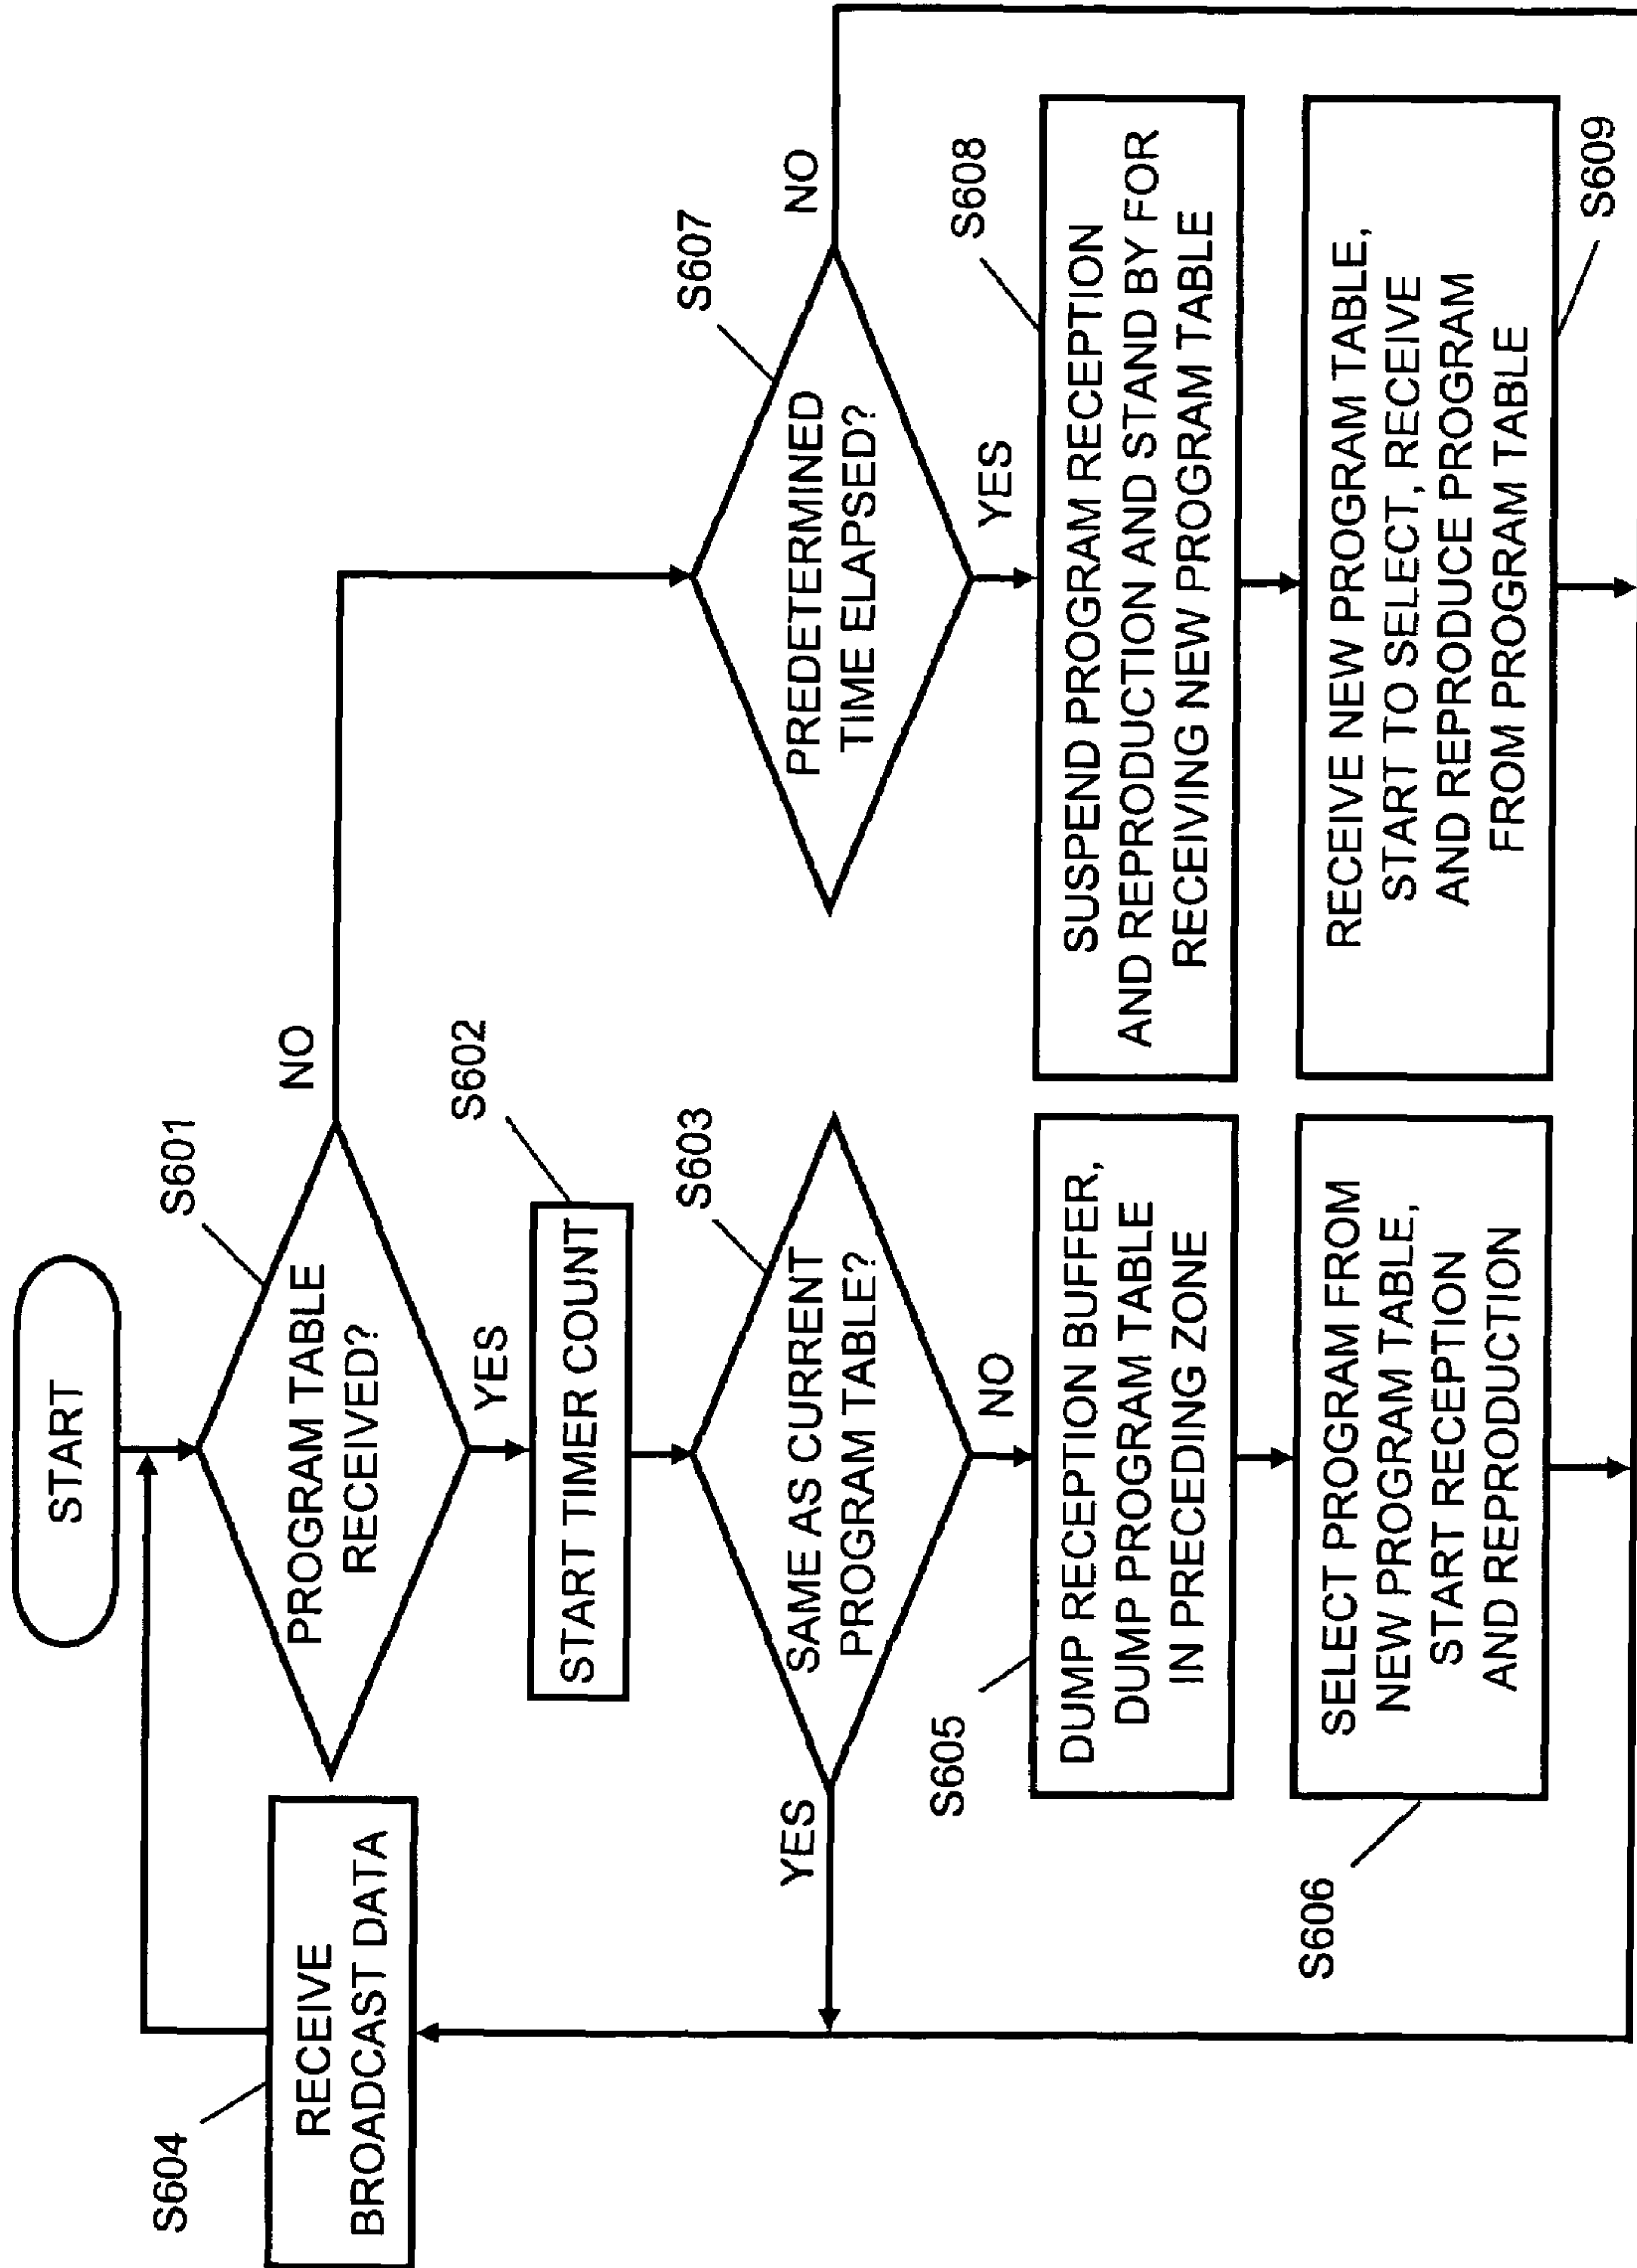 START
S601
PROGRAM TABLE
RECEIVED?
NO
YES
S602
START TIMER COUNT
S603
SAME AS CURRENT
PROGRAM TABLE?
YES
NO
S604
RECEIVE
BROADCAST DATA
S605
DUMP RECEPTION BUFFER,
DUMP PROGRAM TABLE
IN PRECEDING ZONE
S606
SELECT PROGRAM FROM
NEW PROGRAM TABLE,
START RECEPTION
AND REPRODUCTION
S607
PREDETERMINED
TIME ELAPSED?
NO
YES
S608
SUSPEND PROGRAM RECEPTION
AND REPRODUCTION AND STAND BY FOR
RECEIVING NEW PROGRAM TABLE
S609
RECEIVE NEW PROGRAM TABLE,
START TO SELECT, RECEIVE
AND REPRODUCE PROGRAM
FROM PROGRAM TABLE